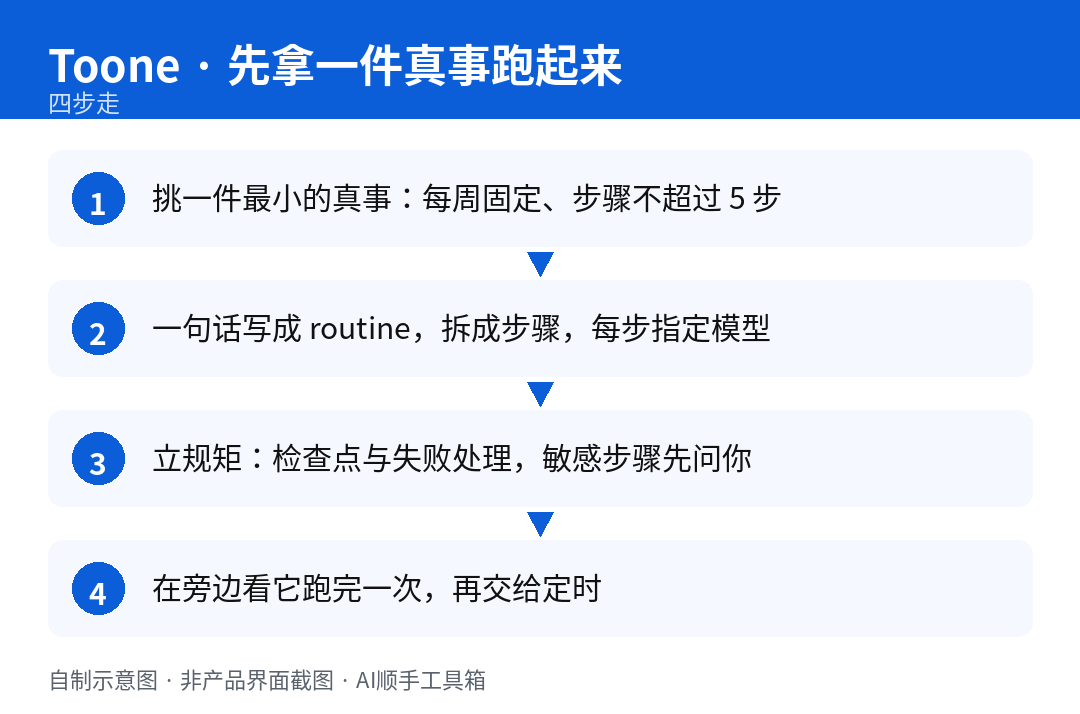 Toone · 先拿一件真事跑起来
四步走
1 挑一件最小的真事：每周固定、步骤不超过 5 步
2 一句话写成 routine，拆成步骤，每步指定模型
3 立规矩：检查点与失败处理，敏感步骤先问你
4 在旁边看它跑完一次，再交给定时
自制示意图 · 非产品界面截图 · AI顺手工具箱